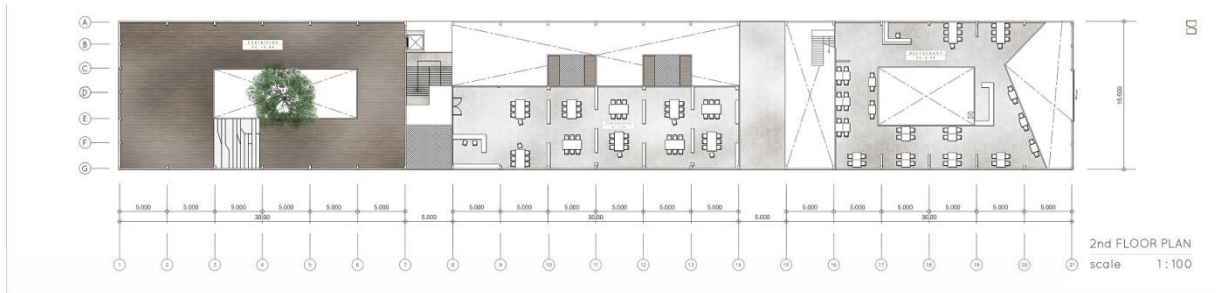 A
B
EXHIBITION
C
RESTAURANT
D
E
F
G
15.500
5.000 5.000 5.000 5.000 5.000 5.000 5.000 5.000 5.000 5.000 5.000 5.000 5.000 5.000 5.000 5.000 5.000 5.000
30.00 5.000 30.00 5.000 30.00
1 2 3 4 5 6 7 8 9 10 11 12 13 14 15 16 17 18 19 20 21
2nd FLOOR PLAN
scale 1:100